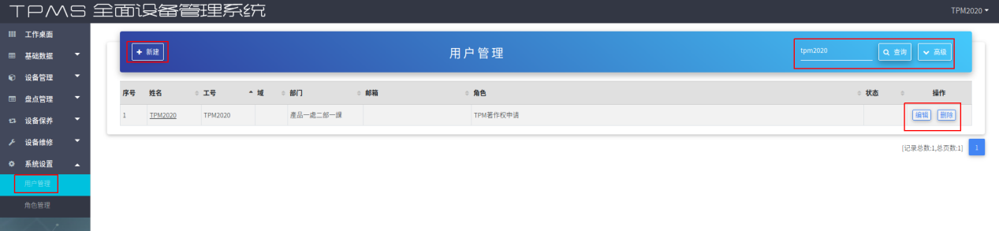 TPMS 全面设备管理系统
TPM2020
工作桌面
基础数据
设备管理
盘点管理
设备保养
设备维修
系统设置
用户管理
角色管理
+ 新建
用户管理
tpm2020
查询
高级
序号 姓名 工号 域 部门 邮箱 角色 状态 操作
1 TPM2020 TPM2020 產品一處二部一課 TPM著作权申请 编辑 删除
[记录总数:1,总页数:1] 1